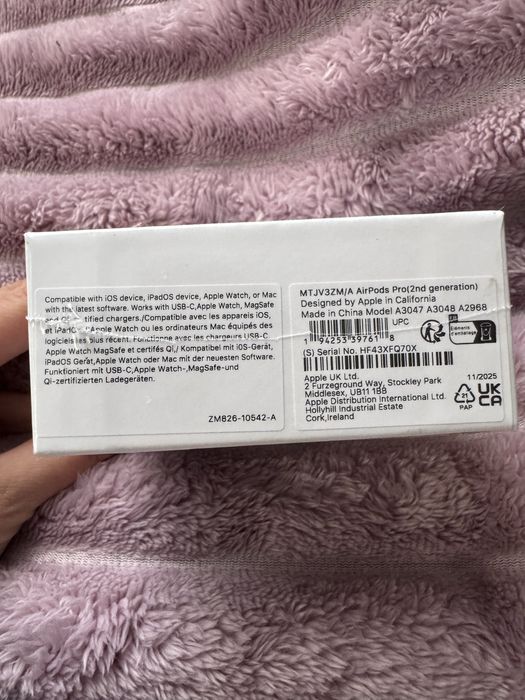 Compatible with iOS device, iPadOS device, Apple Watch, or Mac
with the latest software. Works with USB-C,Apple Watch, MagSafe
and Qi-certified chargers./Compatible avec les appareils iOS,
et iPadOS, l'Apple Watch ou les ordinateurs Mac équipés des
logiciels les plus récent. Fonctionne avec les chargeurs USB-C,
Apple Watch MagSafe et certifés Qi,/ Kompatibel mit iOS-Gerät,
iPadOS Gerät,Apple Watch oder Mac mit der neuesten Software.
Funktioniert mit USB-C,Apple Watch-,MagSafe-und
Qi-zertifizierten Ladegeräten.
ZM826-10542-A
MTJV3ZM/A AirPods Pro(2nd generation)
Designed by Apple in California
Made in China Model A3047 A3048 A2968
UPC
1 94253 39761 8
Éléments
d'emballage
(S) Serial No. HF43XFQ70X
Apple UK Ltd.
2 Furzeground Way, Stockley Park
Middlesex, UB11 1BB
Apple Distribution International Ltd.
Hollyhill Industrial Estate
Cork,Ireland
11/2025
21
PAP
UK
CA